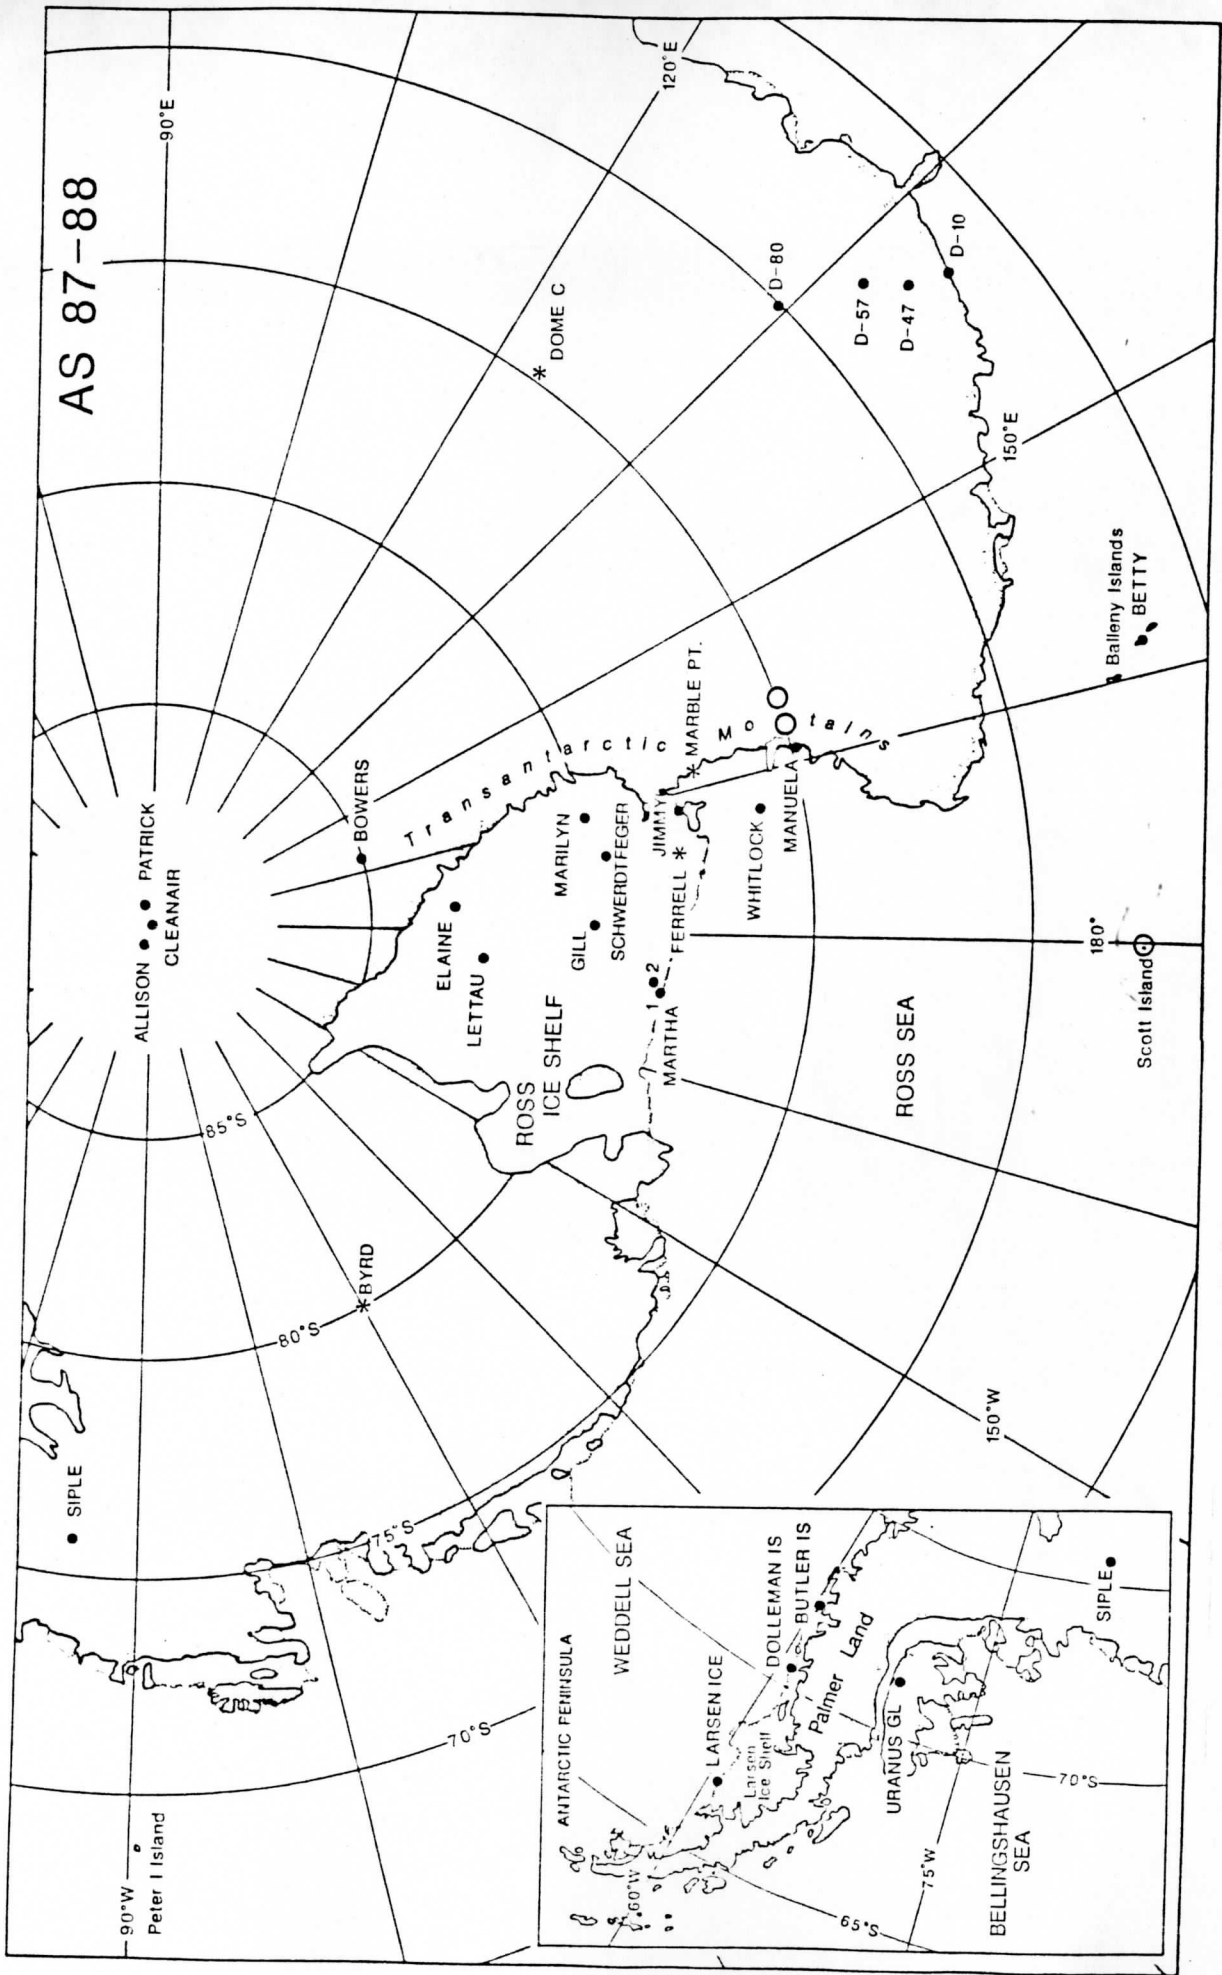 AS 87-88
90°E
120°E
* DOME C
D-80
D-57
D-47
D-10
150°E
Balleny Islands
BETTY
ALLISON
PATRICK
CLEANAIR
BOWERS
Transantarctic Mo tains
* MARBLE PT.
MARILYN
SCHWERDTFEGER
JIMMY
ELAINE
LETTAU
GILL
FERRELL *
WHITLOCK
MANUELA
ROSS
ICE SHELF
1 2
MARTHA
ROSS SEA
180°
Scott Island
85°S
*BYRD
80°S
SIPLE
75°S
70°S
150°W
90°W
Peter I Island
ANTARCTIC PENINSULA
WEDDELL SEA
LARSEN ICE
Larsen
Ice Shelf
DOLLEMAN IS
BUTLER IS
Palmer Land
URANUS GL
SIPLE
60°W
65°S
75°W
70°S
BELLINGSHAUSEN
SEA